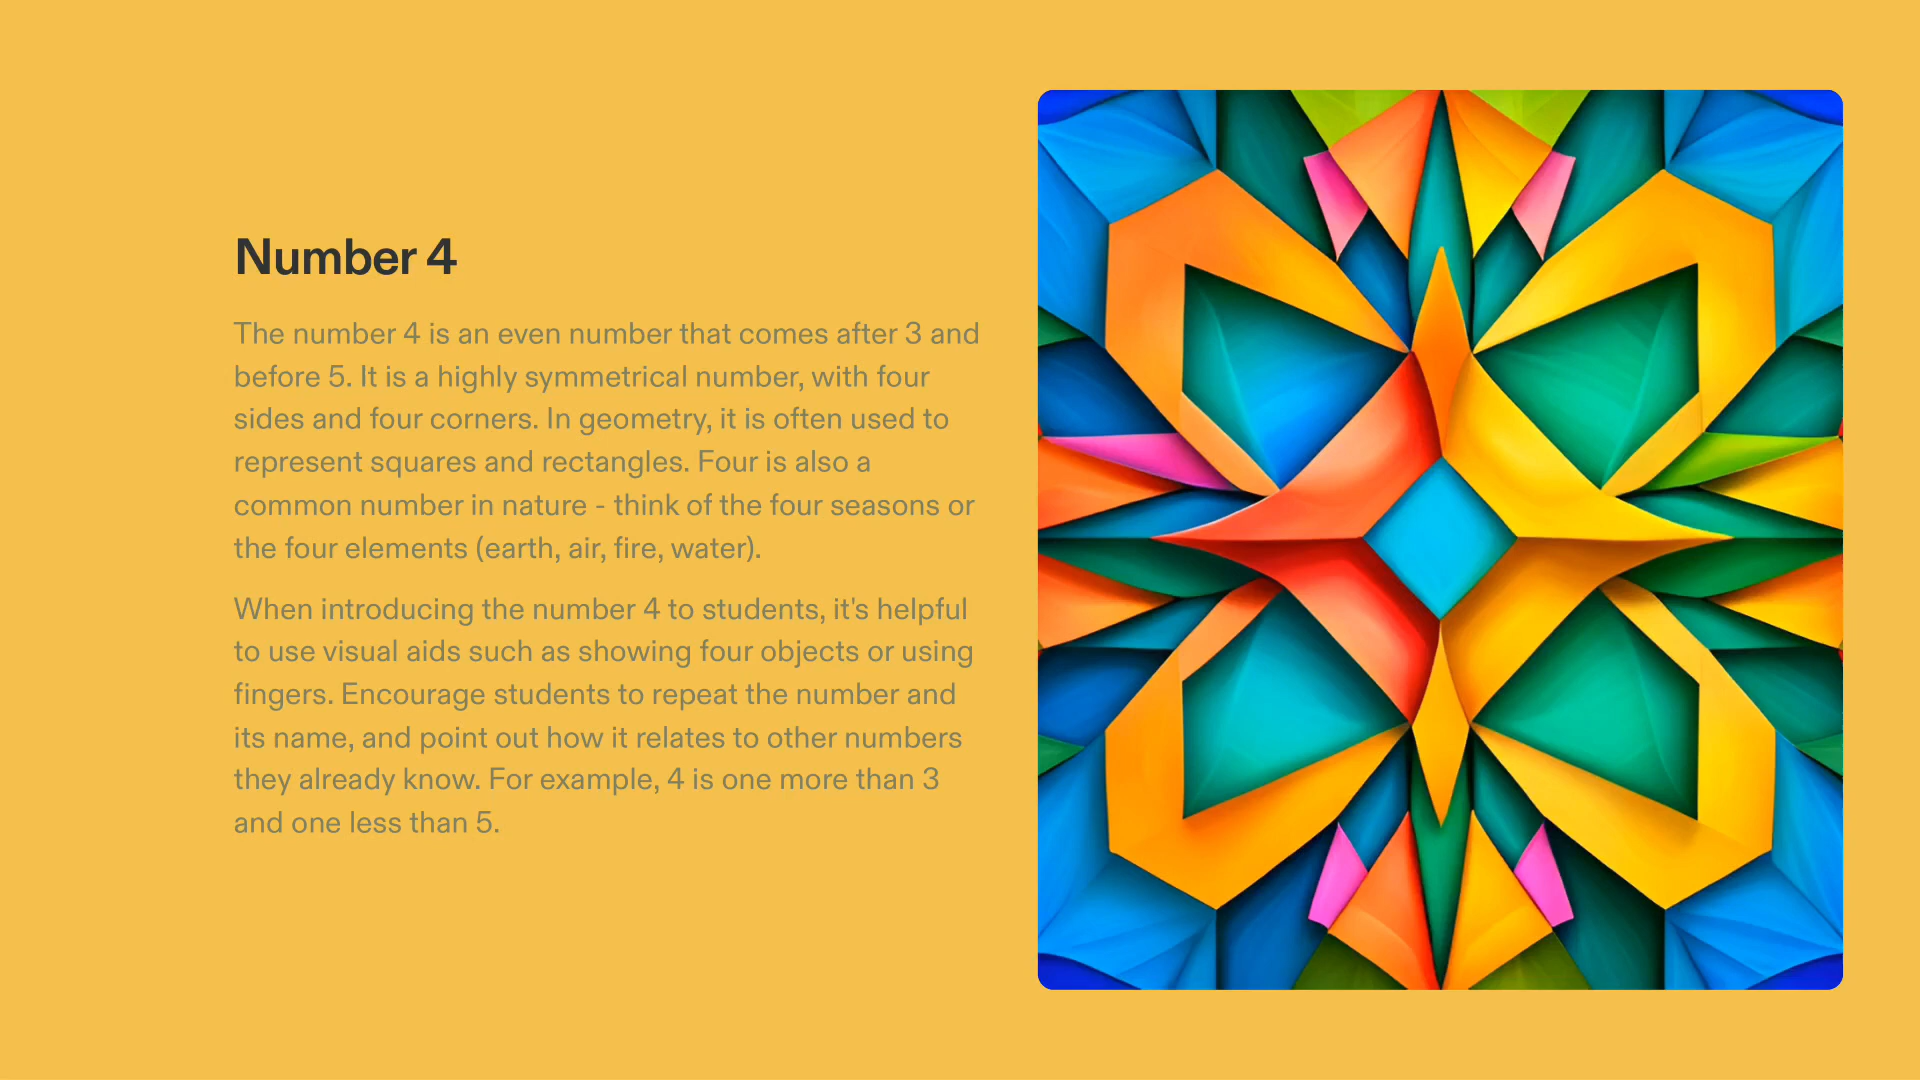 Number 4
The number 4 is an even number that comes after 3 and
before 5. It is a highly symmetrical number, with four
sides and four corners. In geometry, it is often used to
represent squares and rectangles. Four is also a
common number in nature - think of the four seasons or
the four elements (earth, air, fire, water).
When introducing the number 4 to students, it's helpful
to use visual aids such as showing four objects or using
fingers. Encourage students to repeat the number and
its name, and point out how it relates to other numbers
they already know. For example, 4 is one more than 3
and one less than 5.